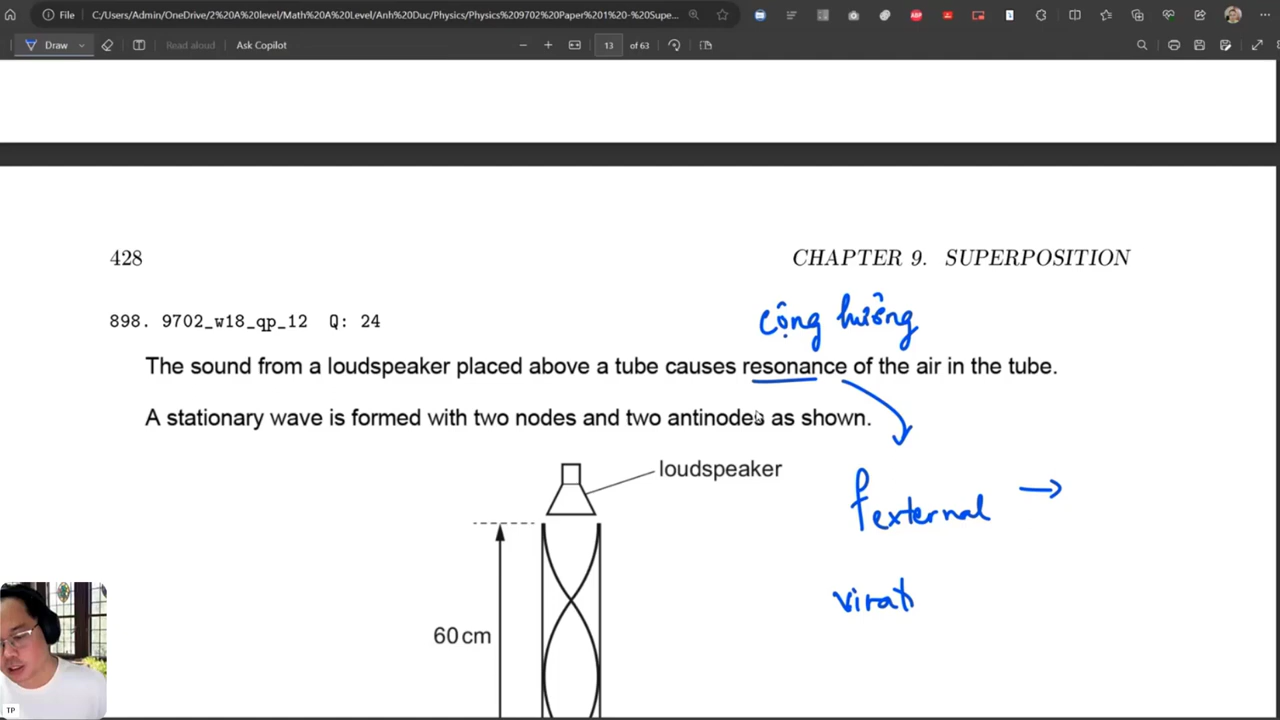 File
C:/Users/Admin/OneDrive/2%20A%20level/Math%20A%20Level/Anh%20Duc/Physics/Physics%209702%20Paper%201%20-%20Supe...
Draw
Read aloud
Ask Copilot
13 of 63
428
CHAPTER 9. SUPERPOSITION
cộng hưởng
898. 9702_w18_qp_12 Q: 24
The sound from a loudspeaker placed above a tube causes resonance of the air in the tube.
A stationary wave is formed with two nodes and two antinodes as shown.
loudspeaker
f external →
virat
60 cm
TP